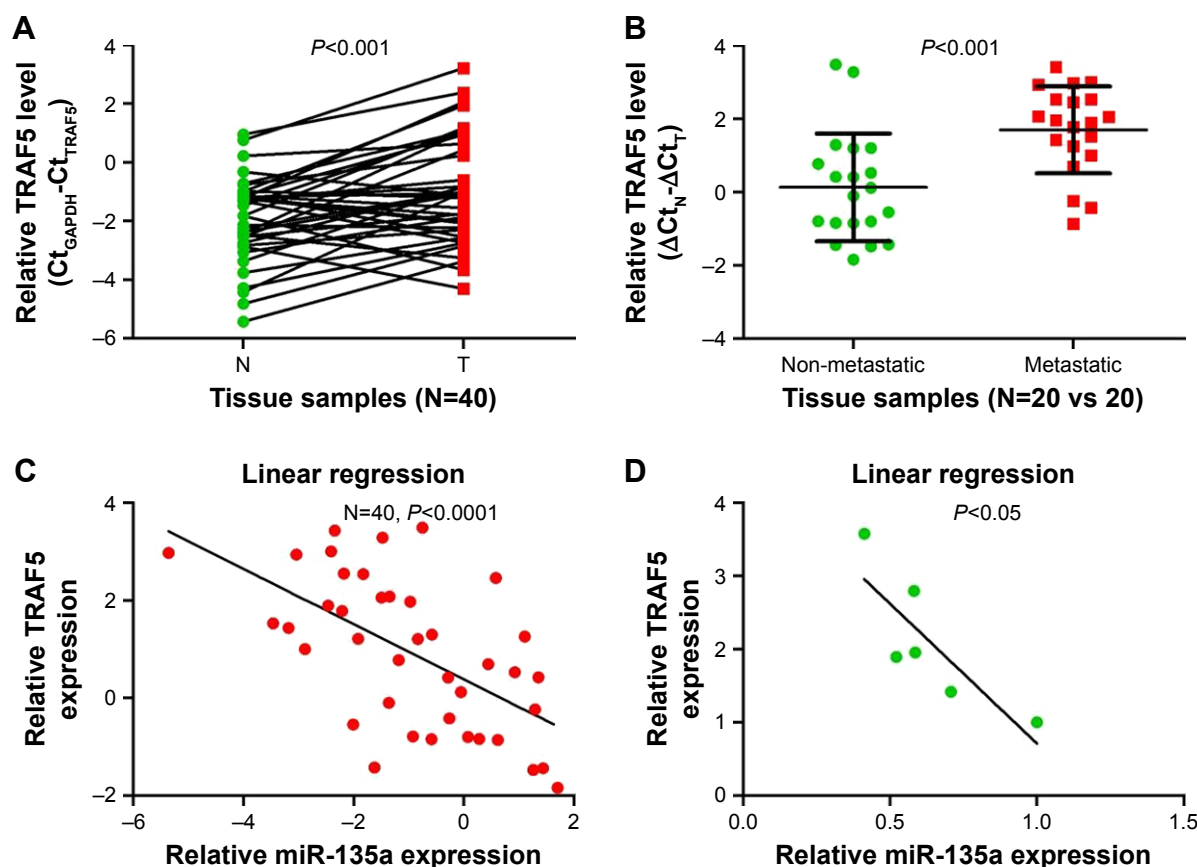 A
Relative TRAF5 level
(Ct_GAPDH-Ct_TRAF5)
P<0.001
4
2
0
–2
–4
–6
N
T
Tissue samples (N=40)
B
Relative TRAF5 level
(ΔCt_N-ΔCt_T)
P<0.001
4
2
0
–2
–4
Non-metastatic
Metastatic
Tissue samples (N=20 vs 20)
C
Linear regression
N=40, P<0.0001
Relative TRAF5
expression
4
2
0
–2
–6
–4
–2
0
2
Relative miR-135a expression
D
Linear regression
P<0.05
Relative TRAF5
expression
4
3
2
1
0
0.0
0.5
1.0
1.5
Relative miR-135a expression